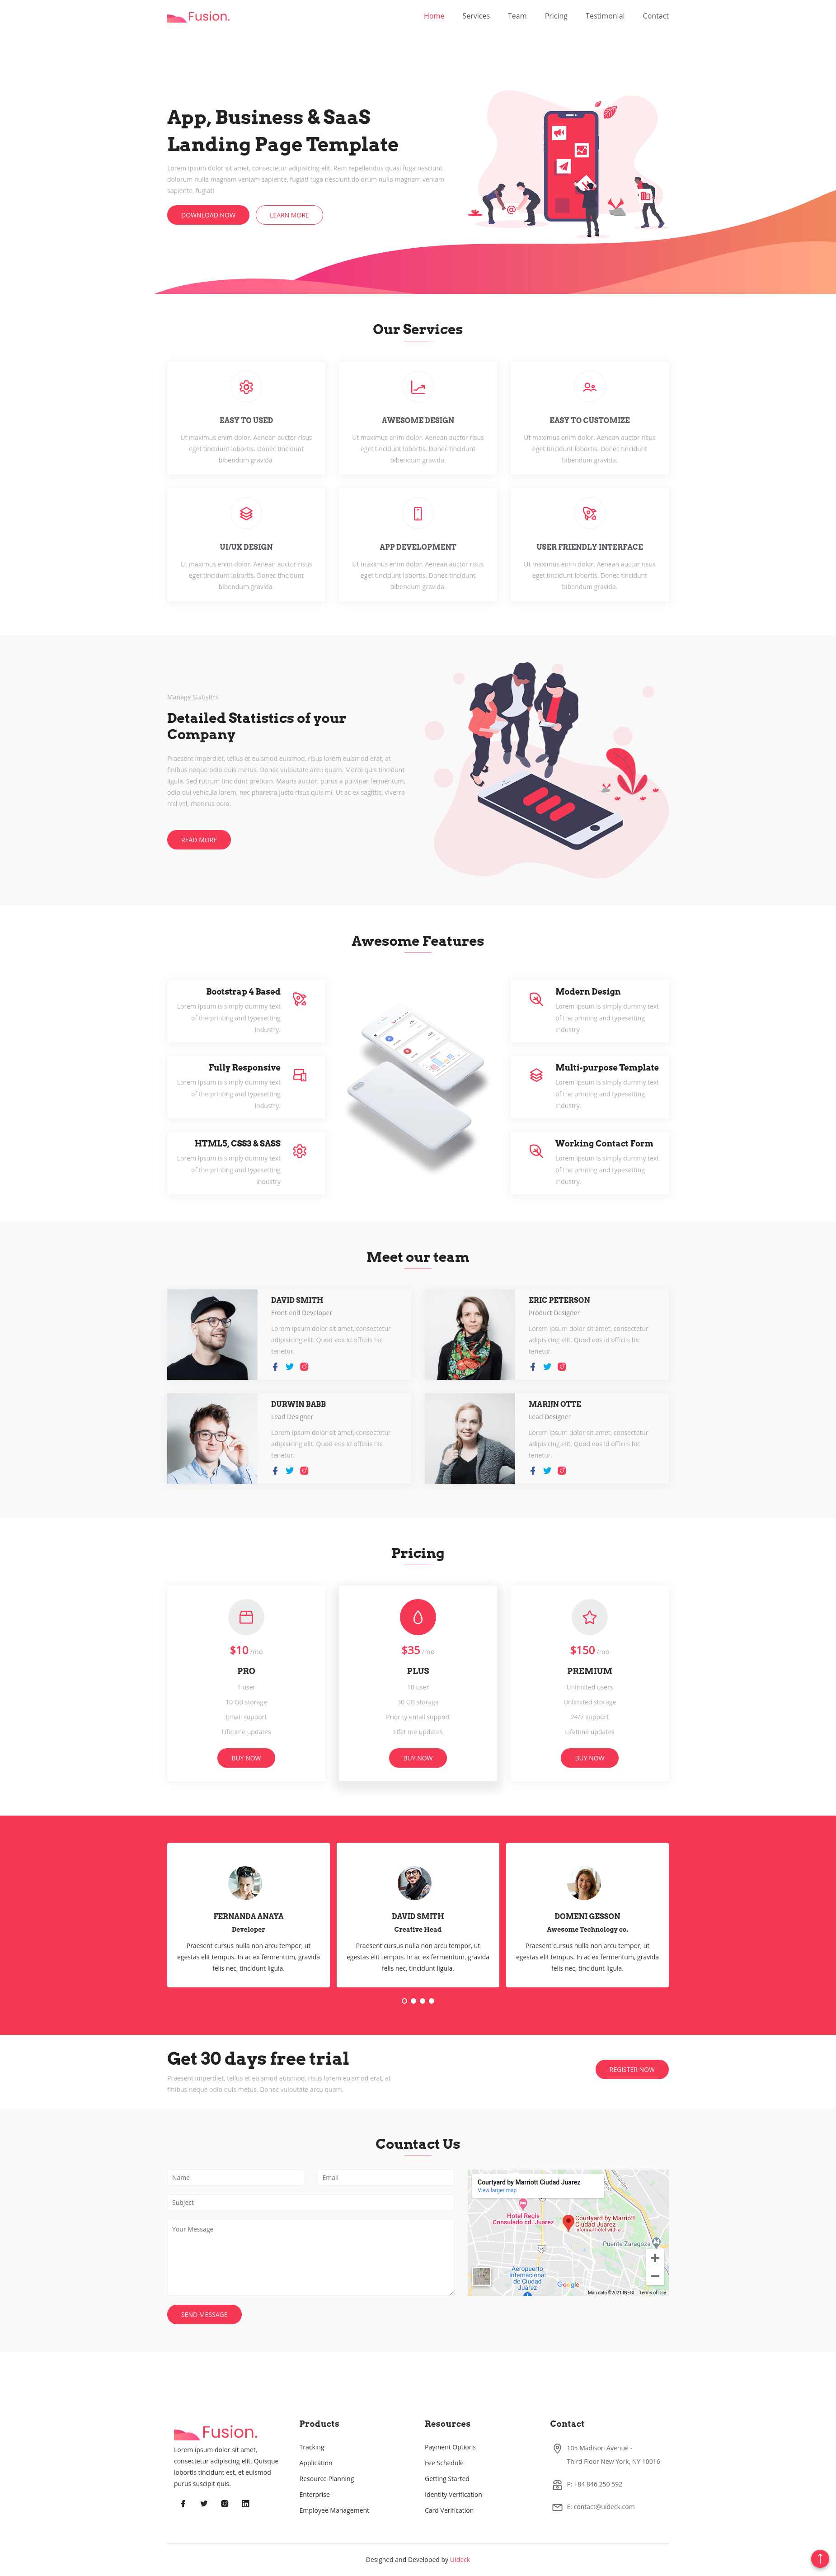 Fusion.
Home Services Team Pricing Testimonial Contact
App, Business & SaaS
Landing Page Template
Lorem ipsum dolor sit amet, consectetur adipisicing elit. Rem repellendus quasi fuga nesciunt
dolorum nulla magnam veniam sapiente, fugiat! fuga nesciunt dolorum nulla magnam veniam
sapiente, fugiat!
DOWNLOAD NOW LEARN MORE
Our Services
EASY TO USED
Ut maximus enim dolor. Aenean auctor risus
eget tincidunt lobortis. Donec tincidunt
bibendum gravida.
AWESOME DESIGN
Ut maximus enim dolor. Aenean auctor risus
eget tincidunt lobortis. Donec tincidunt
bibendum gravida.
EASY TO CUSTOMIZE
Ut maximus enim dolor. Aenean auctor risus
eget tincidunt lobortis. Donec tincidunt
bibendum gravida.
UI/UX DESIGN
Ut maximus enim dolor. Aenean auctor risus
eget tincidunt lobortis. Donec tincidunt
bibendum gravida.
APP DEVELOPMENT
Ut maximus enim dolor. Aenean auctor risus
eget tincidunt lobortis. Donec tincidunt
bibendum gravida.
USER FRIENDLY INTERFACE
Ut maximus enim dolor. Aenean auctor risus
eget tincidunt lobortis. Donec tincidunt
bibendum gravida.
Manage Statistics
Detailed Statistics of your
Company
Praesent imperdiet, tellus et euismod euismod, risus lorem euismod erat, at
finibus neque odio quis metus. Donec vulputate arcu quam. Morbi quis tincidunt
ligula. Sed rutrum tincidunt pretium. Mauris auctor, purus a pulvinar fermentum,
odio dui vehicula lorem, nec pharetra justo risus quis mi. Ut ac ex sagittis, viverra
nisl vel, rhoncus odio.
READ MORE
Awesome Features
Bootstrap 4 Based
Lorem Ipsum is simply dummy text
of the printing and typesetting
industry.
Fully Responsive
Lorem Ipsum is simply dummy text
of the printing and typesetting
industry.
HTML5, CSS3 & SASS
Lorem Ipsum is simply dummy text
of the printing and typesetting
industry
Modern Design
Lorem Ipsum is simply dummy text
of the printing and typesetting
industry
Multi-purpose Template
Lorem Ipsum is simply dummy text
of the printing and typesetting
industry.
Working Contact Form
Lorem Ipsum is simply dummy text
of the printing and typesetting
industry.
Meet our team
DAVID SMITH
Front-end Developer
Lorem ipsum dolor sit amet, consectetur
adipisicing elit. Quod eos id officiis hic
tenetur.
ERIC PETERSON
Product Designer
Lorem ipsum dolor sit amet, consectetur
adipisicing elit. Quod eos id officiis hic
tenetur.
DURWIN BABB
Lead Designer
Lorem ipsum dolor sit amet, consectetur
adipisicing elit. Quod eos id officiis hic
tenetur.
MARIJN OTTE
Lead Designer
Lorem ipsum dolor sit amet, consectetur
adipisicing elit. Quod eos id officiis hic
tenetur.
Pricing
$10 /mo
PRO
1 user
10 GB storage
Email support
Lifetime updates
BUY NOW
$35 /mo
PLUS
10 user
30 GB storage
Priority email support
Lifetime updates
BUY NOW
$150 /mo
PREMIUM
Unlimited users
Unlimited storage
24/7 support
Lifetime updates
BUY NOW
FERNANDA ANAYA
Developer
Praesent cursus nulla non arcu tempor, ut
egestas elit tempus. In ac ex fermentum, gravida
felis nec, tincidunt ligula.
DAVID SMITH
Creative Head
Praesent cursus nulla non arcu tempor, ut
egestas elit tempus. In ac ex fermentum, gravida
felis nec, tincidunt ligula.
DOMENI GESSON
Awesome Technology co.
Praesent cursus nulla non arcu tempor, ut
egestas elit tempus. In ac ex fermentum, gravida
felis nec, tincidunt ligula.
Get 30 days free trial
Praesent imperdiet, tellus et euismod euismod, risus lorem euismod erat, at
finibus neque odio quis metus. Donec vulputate arcu quam.
REGISTER NOW
Countact Us
Name Email
Subject
Your Message
SEND MESSAGE
Courtyard by Marriott Ciudad Juarez
View larger map
Hotel Regis
Consulado cd. Juarez
Courtyard by Marriott
Ciudad Juarez
Informal hotel with a
Puente Zaragoza
45
Aeropuerto
Internacional
de Ciudad
Juárez
Google
Map data ©2021 INEGI Terms of Use
Fusion.
Lorem ipsum dolor sit amet,
consectetur adipiscing elit. Quisque
lobortis tincidunt est, et euismod
purus suscipit quis.
Products
Tracking
Application
Resource Planning
Enterprise
Employee Management
Resources
Payment Options
Fee Schedule
Getting Started
Identity Verification
Card Verification
Contact
105 Madison Avenue -
Third Floor New York, NY 10016
P: +84 846 250 592
E: contact@uideck.com
Designed and Developed by UIdeck